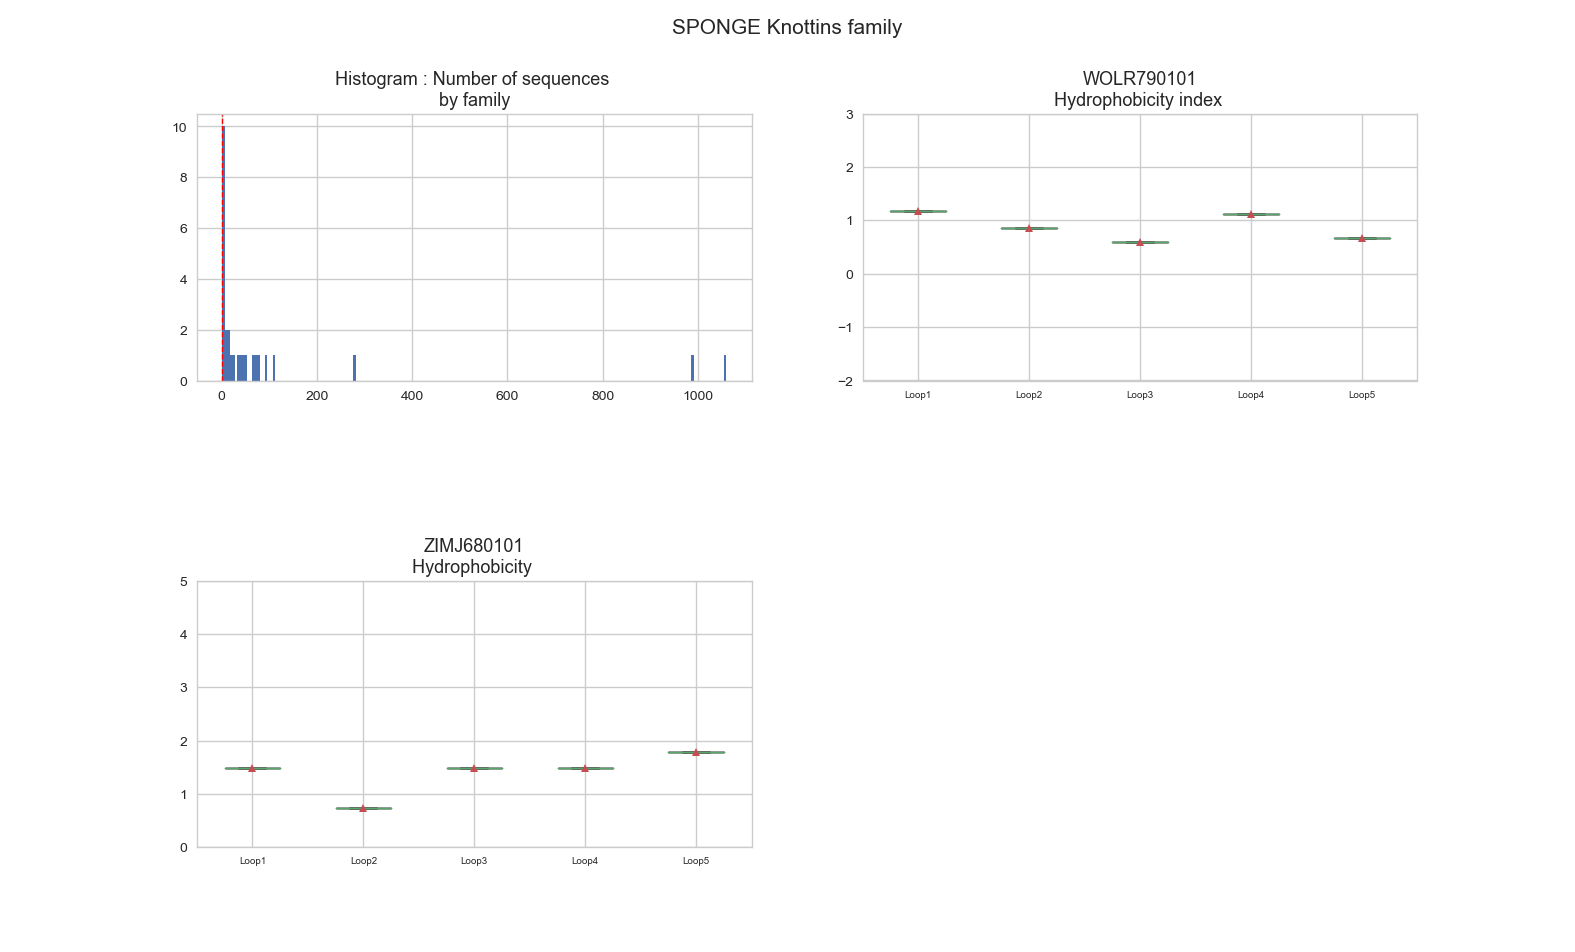 SPONGE Knottins family
Histogram : Number of sequences
by family
10
8
6
4
2
0
0 200 400 600 800 1000
WOLR790101
Hydrophobicity index
3
2
1
0
−1
−2
Loop1 Loop2 Loop3 Loop4 Loop5
ZIMJ680101
Hydrophobicity
5
4
3
2
1
0
Loop1 Loop2 Loop3 Loop4 Loop5